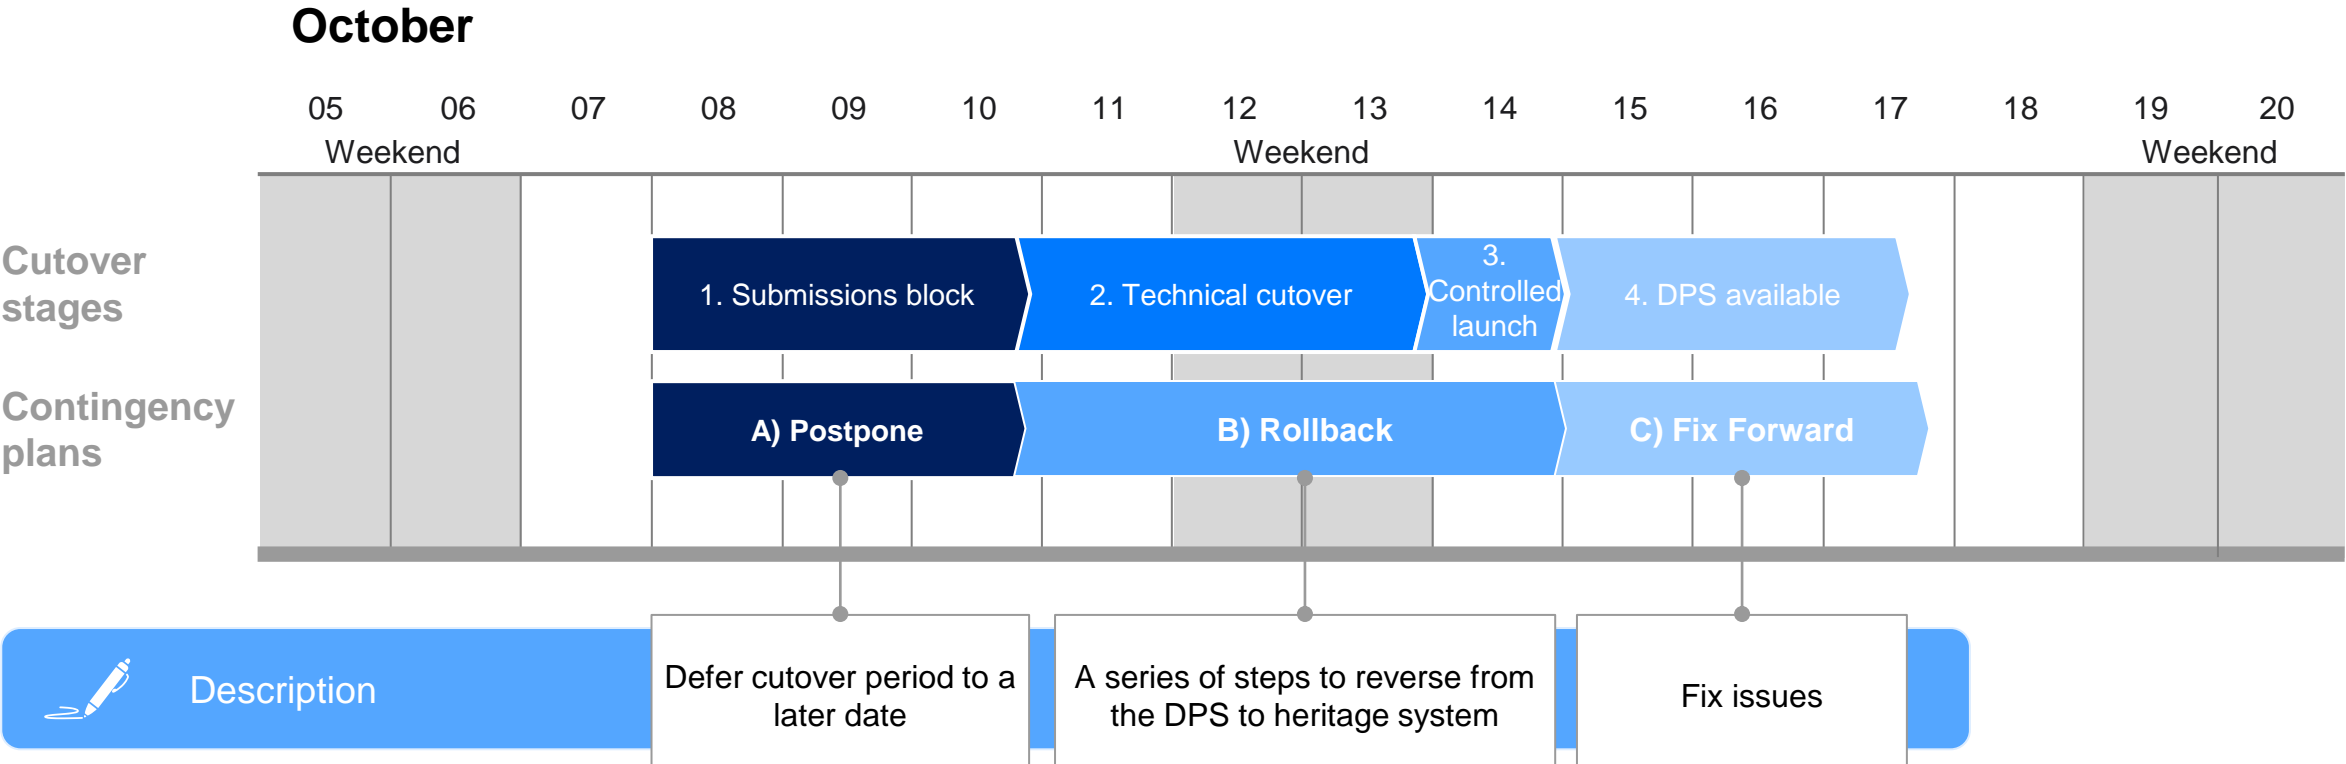 October
05 06 07 08 09 10 11 12 13 14 15 16 17 18 19 20
Weekend Weekend Weekend
Cutover
stages
1. Submissions block
2. Technical cutover
3.
Controlled
launch
4. DPS available
Contingency
plans
A) Postpone
B) Rollback
C) Fix Forward
Description
Defer cutover period to a
later date
A series of steps to reverse from
the DPS to heritage system
Fix issues